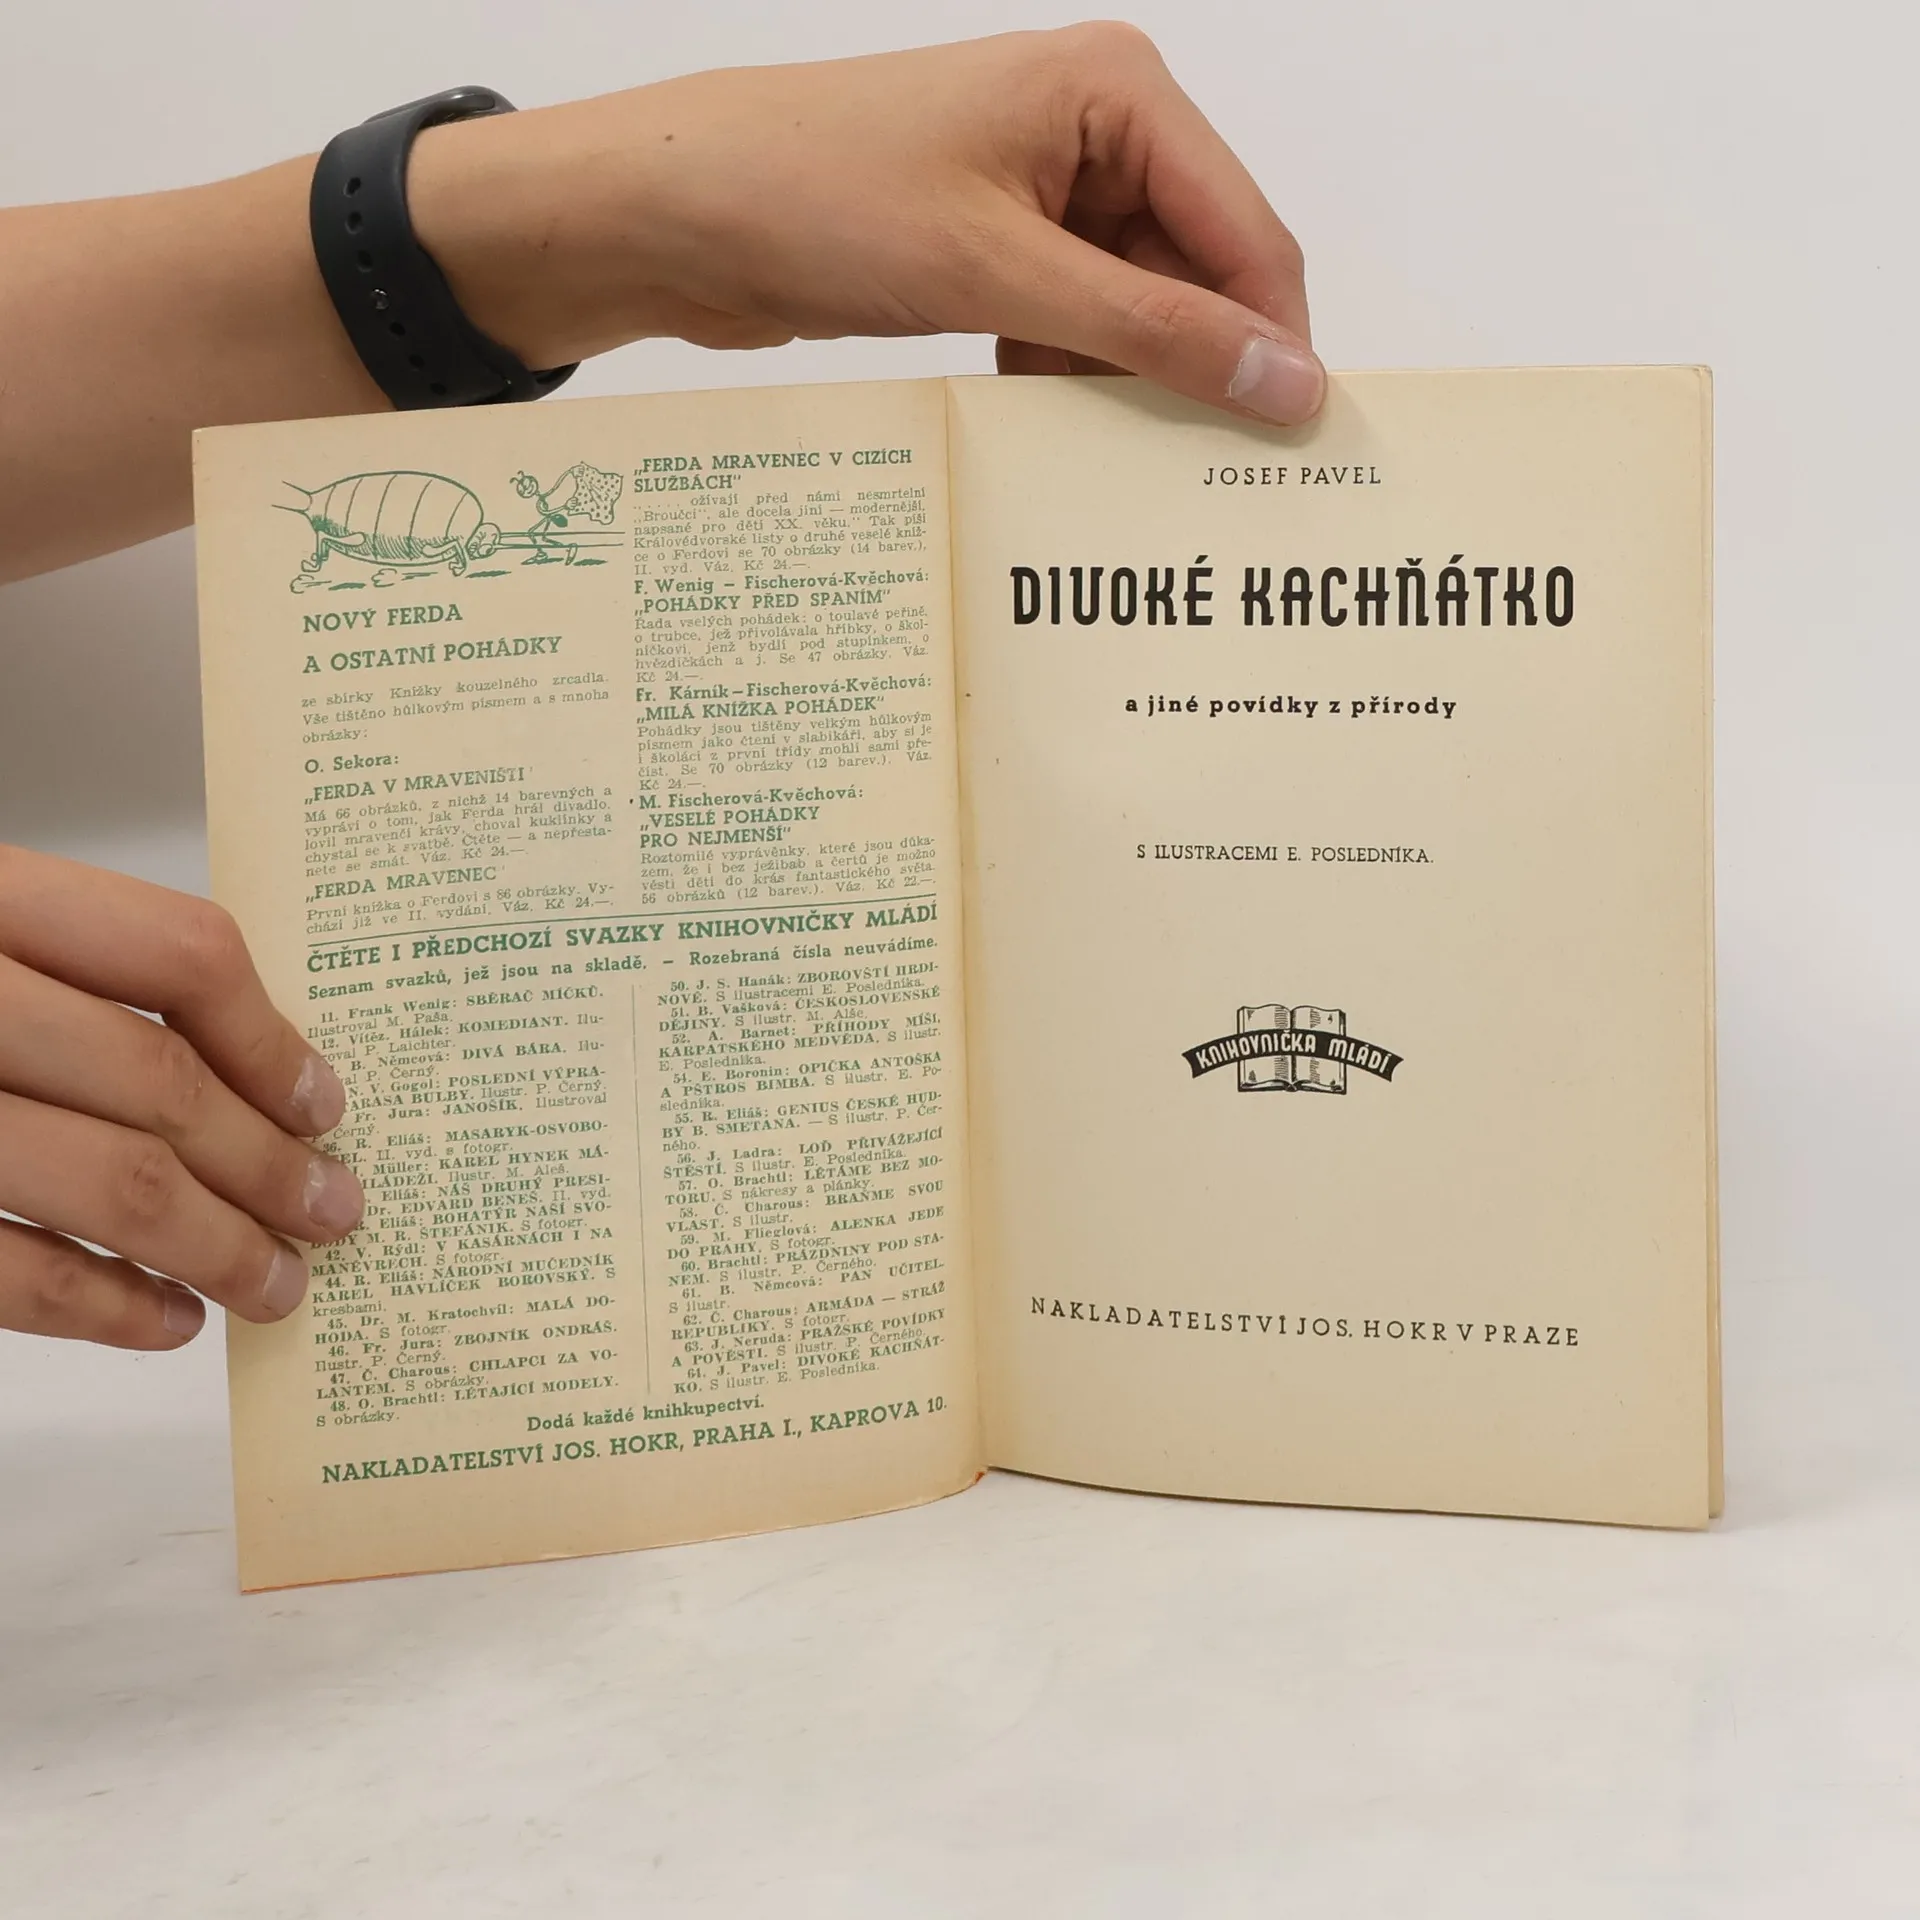 NOVÝ FERDA
A OSTATNÍ POHÁDKY
ze sbírky Knížky kouzelného zrcadla.
Vše tištěno hůlkovým písmem a s mnoha
obrázky:
O. Sekora:
„FERDA V MRAVENIŠTI"
Má 66 obrázků, z nichž 14 barevných a
vypráví o tom, jak Ferda hrál divadlo,
lovil mravenčí krávy, choval kuklinky a
chystal se k svatbě. Čtěte — a nepřesta-
nete se smát. Váz. Kč 24.—.
„FERDA MRAVENEC"
První knížka o Ferdovi s 86 obrázky. Vy-
chází již ve II. vydání. Váz. Kč 24.—.
„FERDA MRAVENEC V CIZÍCH
SLUŽBÁCH"
„..... ožívají před námi nesmrtelní
„Broučci", ale docela jiní — modernější,
napsané pro děti XX. věku." Tak píší
Královédvorské listy o druhé veselé kníž-
ce o Ferdovi se 70 obrázky (14 barev.),
II. vyd. Váz. Kč 24.—.
F. Wenig – Fischerová-Kvěchová:
„POHÁDKY PŘED SPANÍM"
Řada vselých pohádek: o toulavé peřině,
o trubce, jež přivolávala hříbky, o škol-
níčkovi, jenž bydlí pod stupínkem, o
hvězdičkách a j. Se 47 obrázky. Váz.
Kč 24.—.
Fr. Kárník – Fischerová-Kvěchová:
„MILÁ KNÍŽKA POHÁDEK"
Pohádky jsou tištěny velkým hůlkovým
písmem jako čtení v slabikáři, aby si je
i školáci z první třídy mohli sami pře-
číst. Se 70 obrázky (12 barev.). Váz.
Kč 24.—.
M. Fischerová-Kvěchová:
„VESELÉ POHÁDKY
PRO NEJMENŠÍ"
Roztomilé vyprávěnky, které jsou důka-
zem, že i bez ježibab a čertů je možno
vésti děti do krás fantastického světa.
56 obrázků (12 barev.). Váz. Kč 22.—.
ČTĚTE I PŘEDCHOZÍ SVAZKY KNIHOVNIČKY MLÁDÍ
Seznam svazků, jež jsou na skladě. – Rozebraná čísla neuvádíme.
11. Frank Wenig: SBĚRAČ MÍČKŮ.
Ilustroval M. Paša.
12. Vítěz. Hálek: KOMEDIANT. Ilu-
roval P. Laichter.
B. Němcová: DIVÁ BÁRA. Ilu-
al P. Černý.
N. V. Gogol: POSLEDNÍ VÝPRA-
TARASA BULBY. Ilustr. P. Černý.
Fr. Jura: JANOŠÍK. Ilustroval
P. Černý.
36. R. Eliáš: MASARYK-OSVOBO-
EL. II. vyd. s fotogr.
J. Müller: KAREL HYNEK MÁ-
MLÁDEŽI. Ilustr. M. Aleš.
Eliáš: NÁŠ DRUHÝ PRESI-
Dr. EDVARD BENEŠ. II. vyd.
R. Eliáš: BOHATÝR NAŠÍ SVO-
BODY M. R. ŠTEFÁNIK. S fotogr.
42. V. Rýdl: V KASÁRNÁCH I NA
MANÉVRECH. S fotogr.
44. R. Eliáš: NÁRODNÍ MUČEDNÍK
KAREL HAVLÍČEK BOROVSKÝ. S
kresbami.
45. Dr. M. Kratochvíl: MALÁ DO-
HODA. S fotogr.
46. Fr. Jura: ZBOJNÍK ONDRÁŠ.
Ilustr. P. Černý.
47. Č. Charous: CHLAPCI ZA VO-
LANTEM. S obrázky.
48. O. Brachtl: LÉTAJÍCÍ MODELY.
S obrázky.
50. J. S. Hanák: ZBOROVŠTÍ HRDI-
NOVÉ. S ilustracemi E. Posledníka.
51. B. Vašková: ČESKOSLOVENSKÉ
DĚJINY. S ilustr. M. Alše.
52. A. Barnet: PŘÍHODY MÍŠI,
KARPATSKÉHO MEDVĚDA. S ilustr.
E. Posledníka.
54. E. Boronin: OPIČKA ANTOŠKA
A PŠTROS BIMBA. S ilustr. E. Po-
sledníka.
55. R. Eliáš: GENIUS ČESKÉ HUD-
BY B. SMETANA. — S ilustr. P. Čer-
ného.
56. J. Ladra: LOĎ PŘIVÁŽEJÍCÍ
ŠTĚSTÍ. S ilustr. E. Posledníka.
57. O. Brachtl: LÉTÁME BEZ MO-
TORU. S nákresy a plánky.
58. Č. Charous: BRAŇME SVOU
VLAST. S ilustr.
59. M. Flieglová: ALENKA JEDE
DO PRAHY. S fotogr.
60. Brachtl: PRÁZDNINY POD STA-
NEM. S ilustr. P. Černého.
61. B. Němcová: PAN UČITEL.
S ilustr.
62. Č. Charous: ARMÁDA — STRÁŽ
REPUBLIKY. S fotogr.
63. J. Neruda: PRAŽSKÉ POVÍDKY
A POVĚSTI. S ilustr. P. Černého.
64. J. Pavel: DIVOKÉ KACHŇÁT-
KO. S ilustr. E. Posledníka.
Dodá každé knihkupectví.
NAKLADATELSTVÍ JOS. HOKR, PRAHA I., KAPROVA 10.
JOSEF PAVEL
DIVOKÉ KACHŇÁTKO
a jiné povídky z přírody
S ILUSTRACEMI E. POSLEDNÍKA.
KNIHOVNIČKA MLÁDÍ
NAKLADATELSTVÍ JOS. HOKR V PRAZE